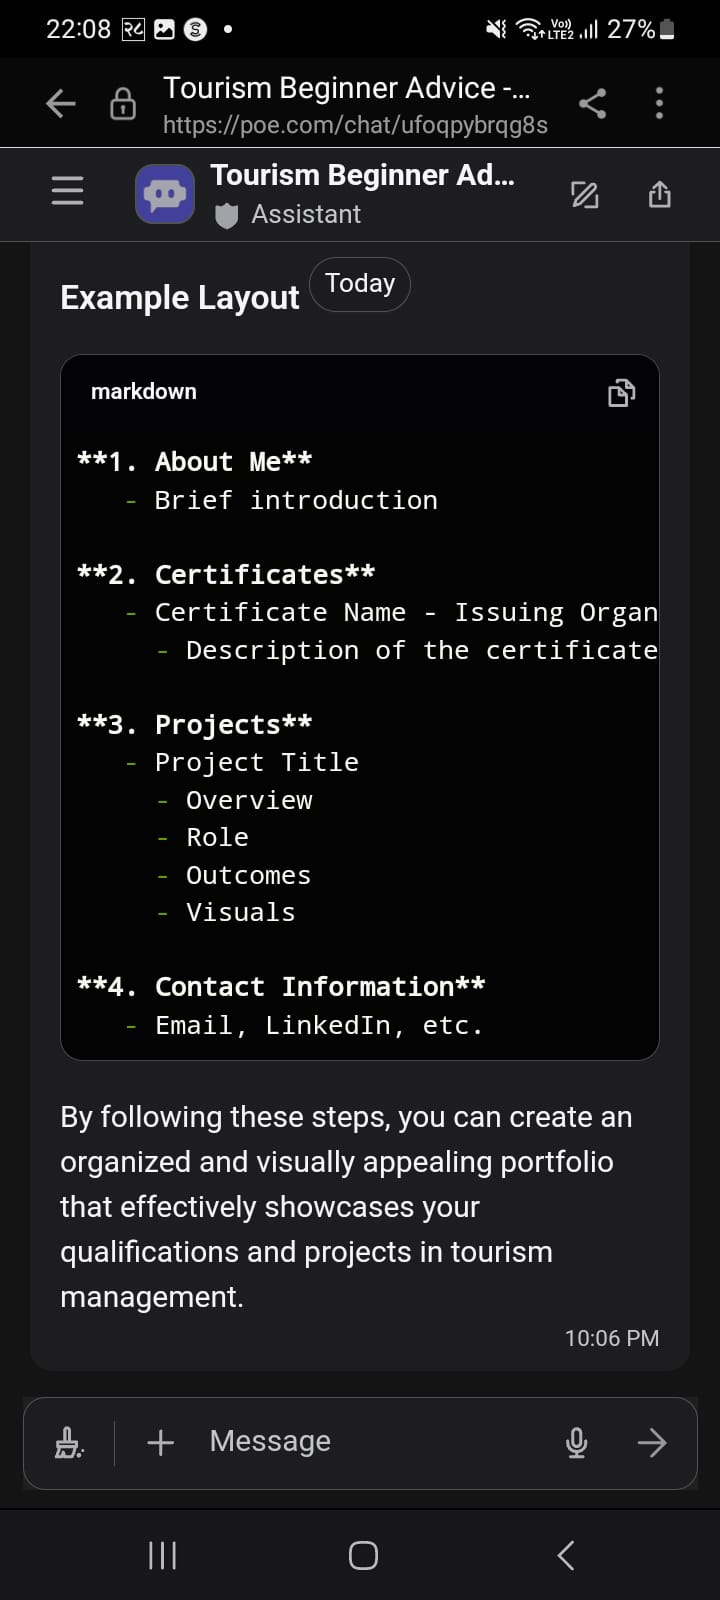 22:08
Vo))
LTE2
27%
Tourism Beginner Advice -...
https://poe.com/chat/ufoqpybrqg8s
Tourism Beginner Ad...
Assistant
Today
Example Layout
markdown
**1. About Me**
- Brief introduction
**2. Certificates**
- Certificate Name - Issuing Organ
- Description of the certificate
**3. Projects**
- Project Title
- Overview
- Role
- Outcomes
- Visuals
**4. Contact Information**
- Email, LinkedIn, etc.
By following these steps, you can create an
organized and visually appealing portfolio
that effectively showcases your
qualifications and projects in tourism
management.
10:06 PM
Message